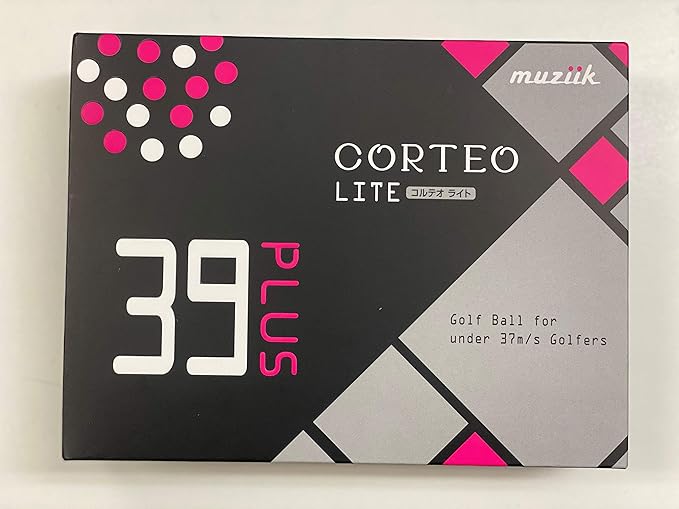 muziik
CORTEO
LITE コルテオ ライト
39 PLUS
Golf Ball for
under 37m/s Golfers